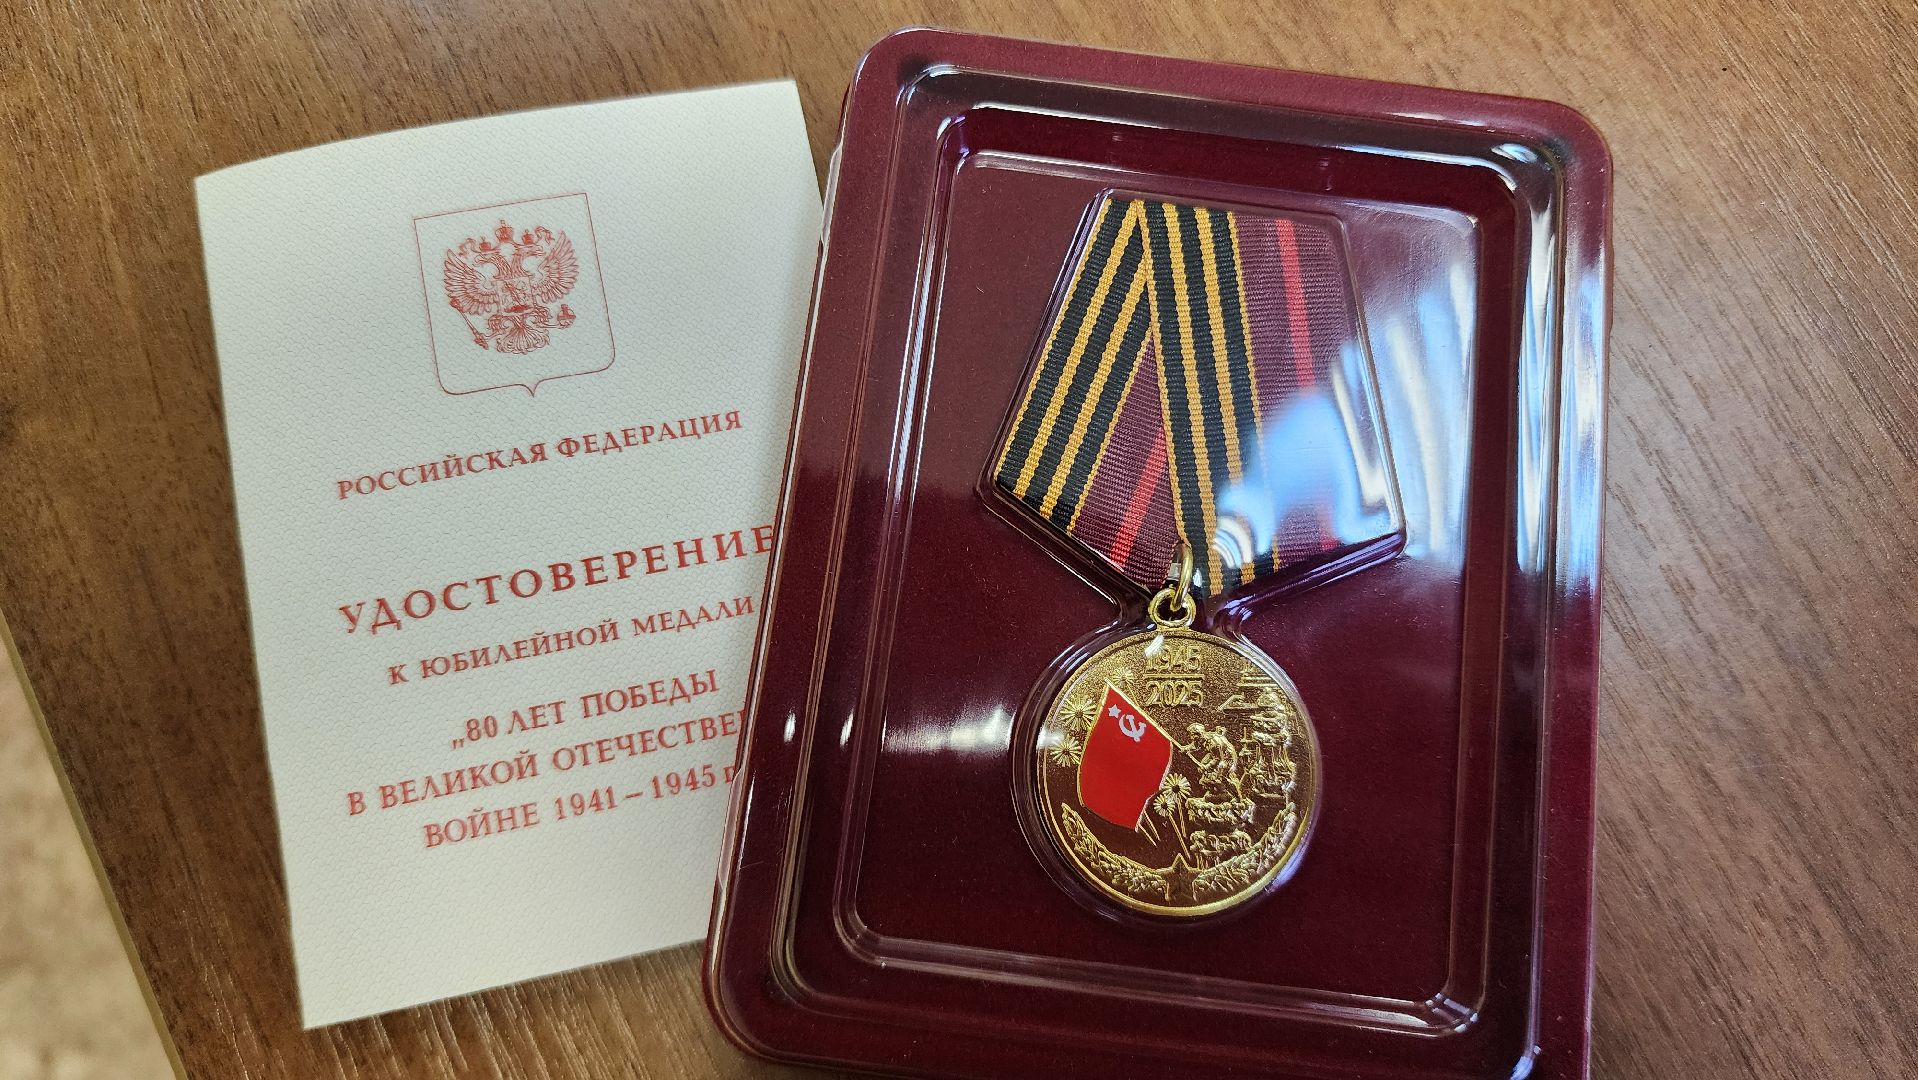 РОССИЙСКАЯ ФЕДЕРАЦИЯ
УДОСТОВЕРЕНИЕ
К ЮБИЛЕЙНОЙ МЕДАЛИ
„80 ЛЕТ ПОБЕДЫ
В ВЕЛИКОЙ ОТЕЧЕСТВЕ
ВОЙНЕ 1941 – 1945 г
1945
2025